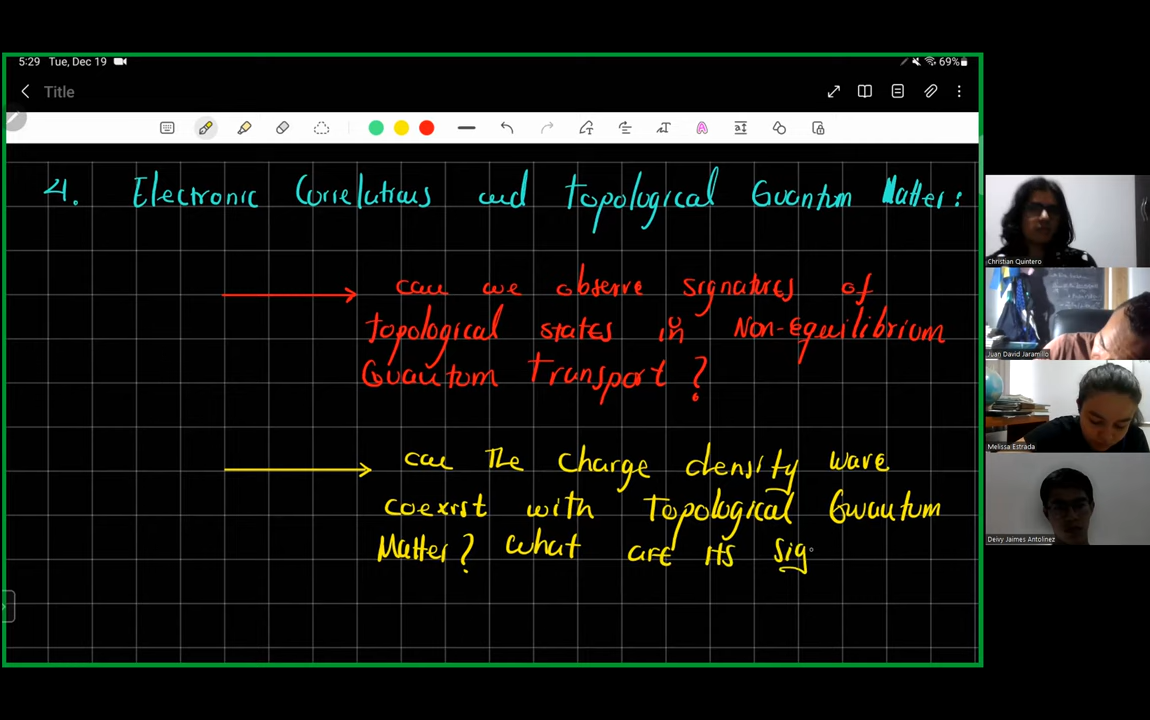 5:29 Tue, Dec 19 69%
Title
4. Electronic Correlations and Topological Quantum Matter:
can we observe signatures of
topological states in Non-Equilibrium
Quantum Transport?
can The charge density wave
coexist with Topological Quantum
Matter? What are its sig
Christian Quintero
Juan David Jaramillo
Melissa Estrada
Deivy Jaimes Antolinez